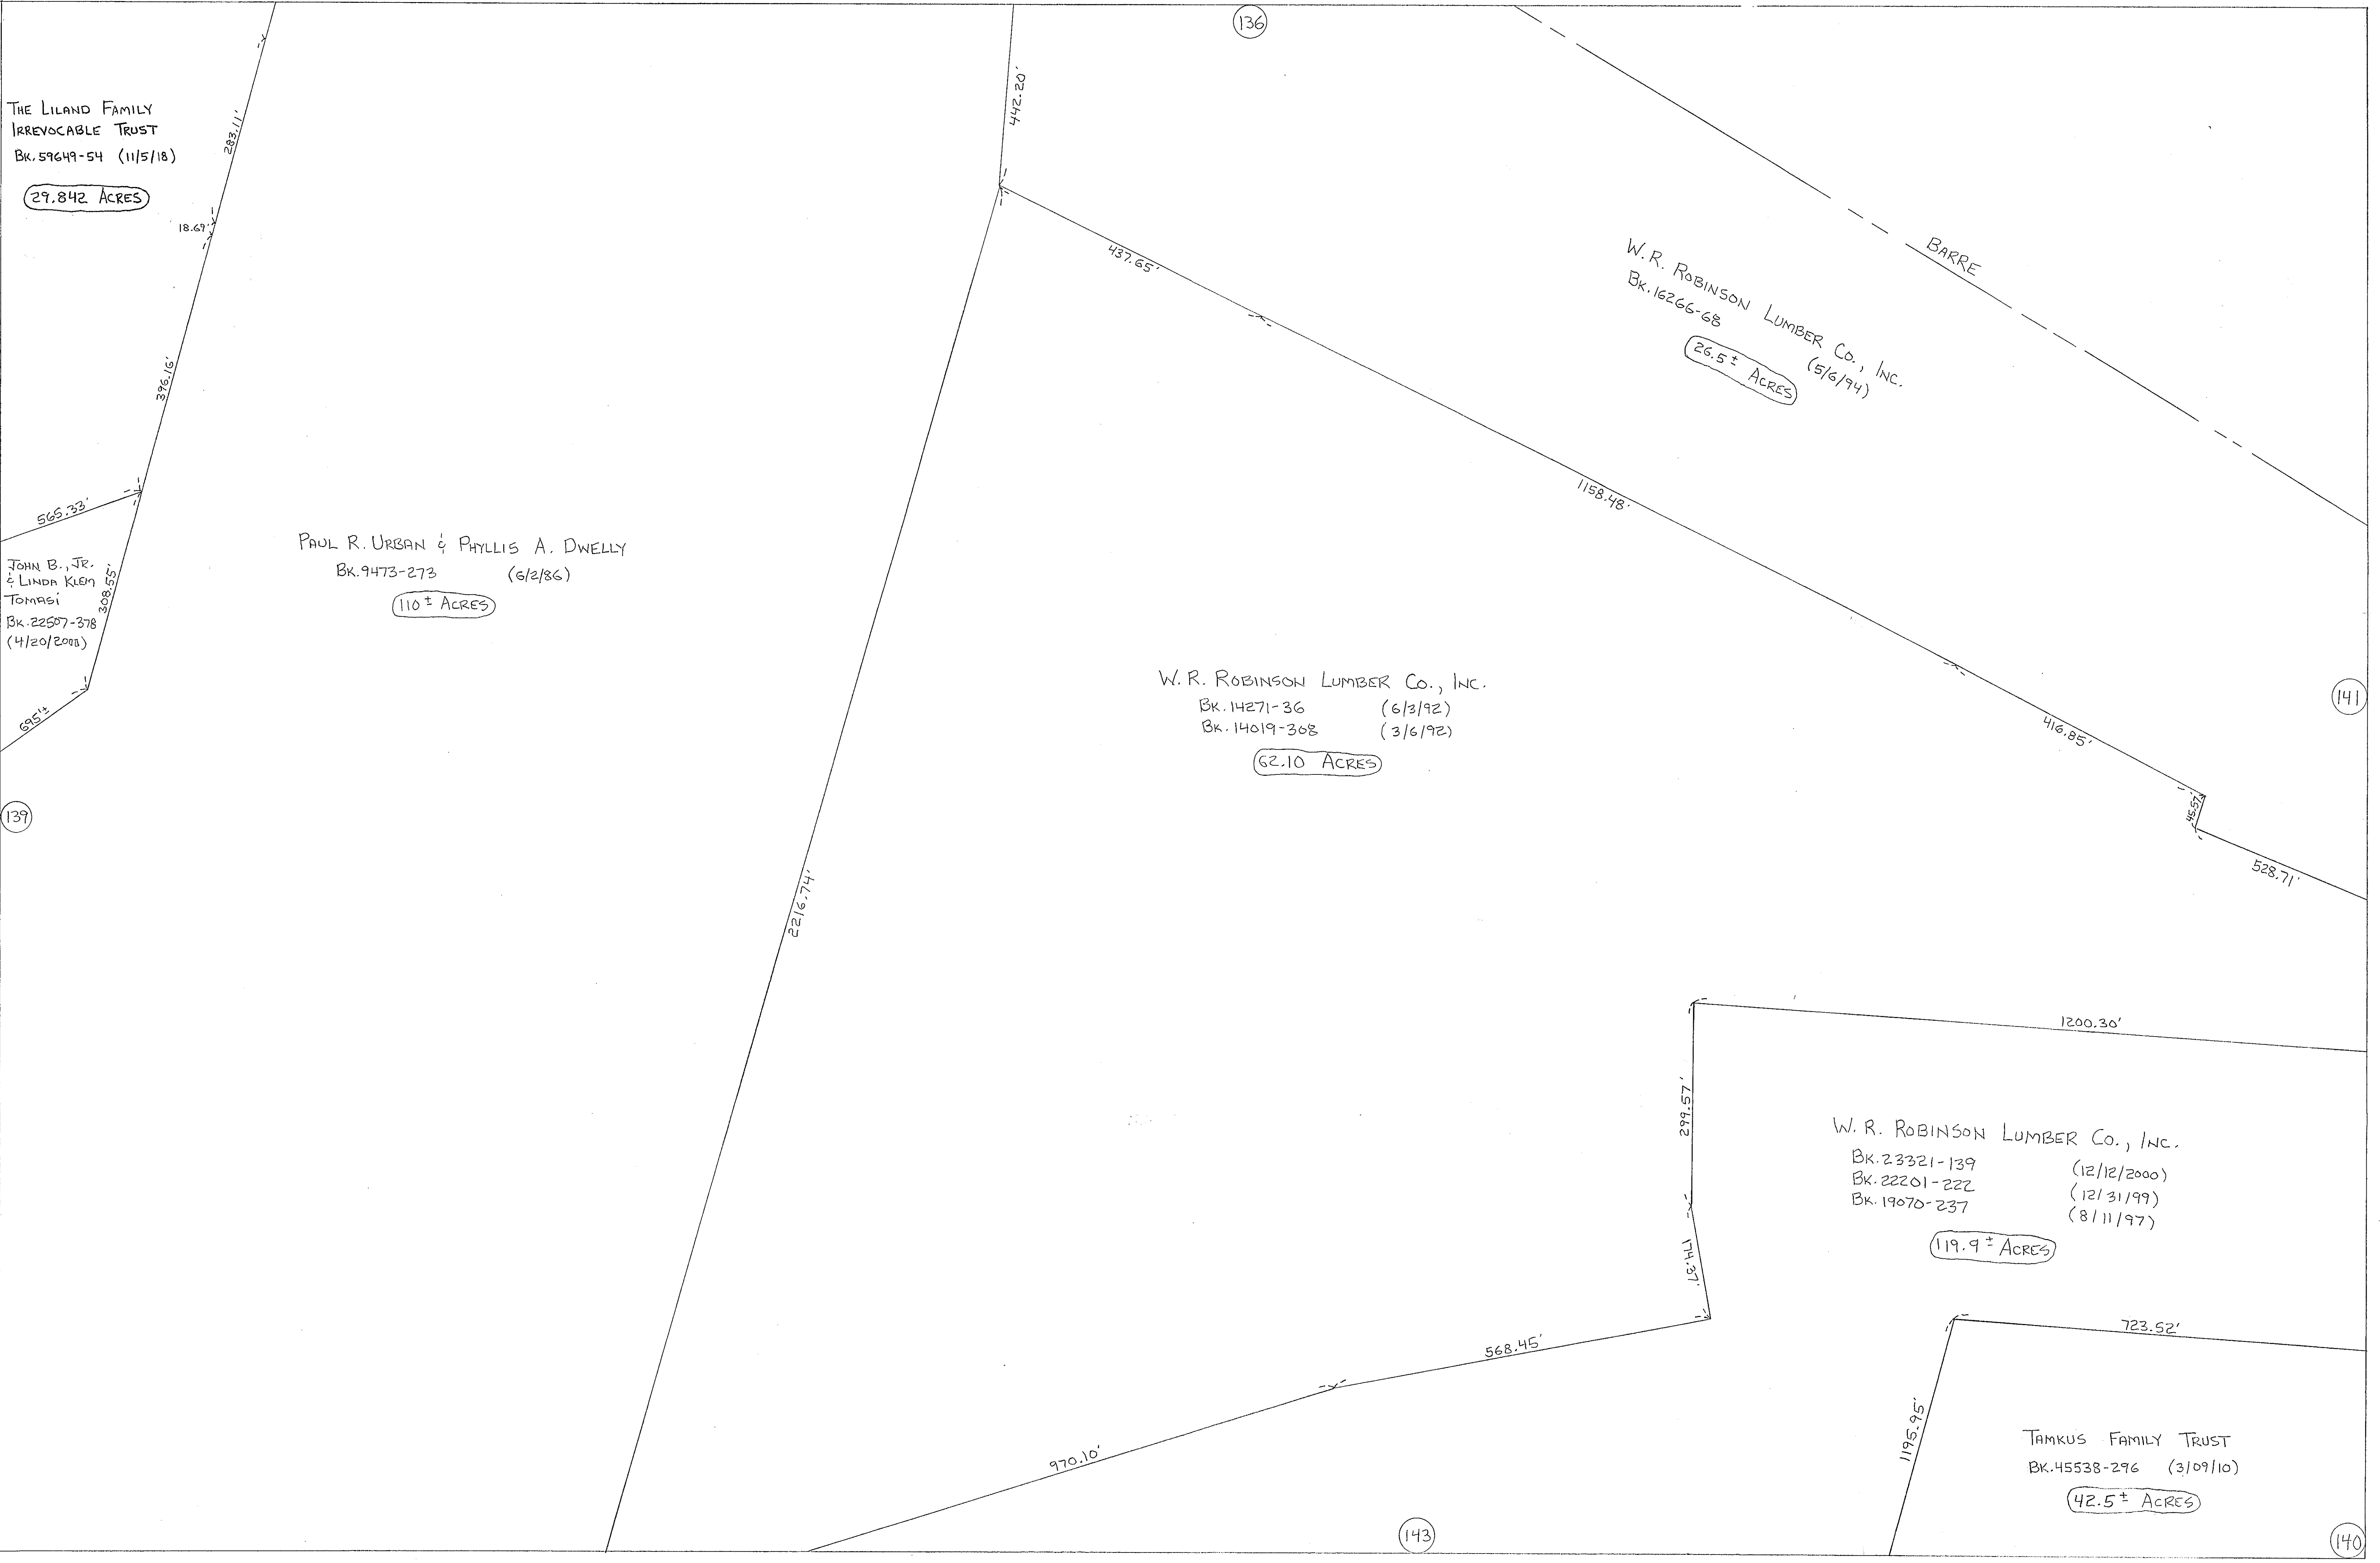 136
THE LILAND FAMILY
IRREVOCABLE TRUST
BK.59649-54 (11/5/18)
29.842 ACRES
283.11'
18.69'
396.16'
565.33'
JOHN B., JR.
& LINDA KLEM
TOMASI
BK.22507-378
(4/20/2000)
308.55'
695'±
139
PAUL R. URBAN & PHYLLIS A. DWELLY
BK.9473-273 (6/2/86)
110± ACRES
442.20'
437.65'
1158.48'
416.85'
45.57'
528.71'
2216.74'
BARRE
W. R. ROBINSON LUMBER CO., INC.
BK.16266-68 (5/6/94)
26.5± ACRES
141
W. R. ROBINSON LUMBER CO., INC.
BK.14271-36 (6/3/92)
BK.14019-308 (3/6/92)
62.10 ACRES
1200.30'
299.57'
174.37'
568.45'
970.10'
W. R. ROBINSON LUMBER CO., INC.
BK.23321-139 (12/12/2000)
BK.22201-222 (12/31/99)
BK.19070-237 (8/11/97)
119.9± ACRES
723.52'
1195.95'
TAMKUS FAMILY TRUST
BK.45538-296 (3/09/10)
42.5± ACRES
143
140